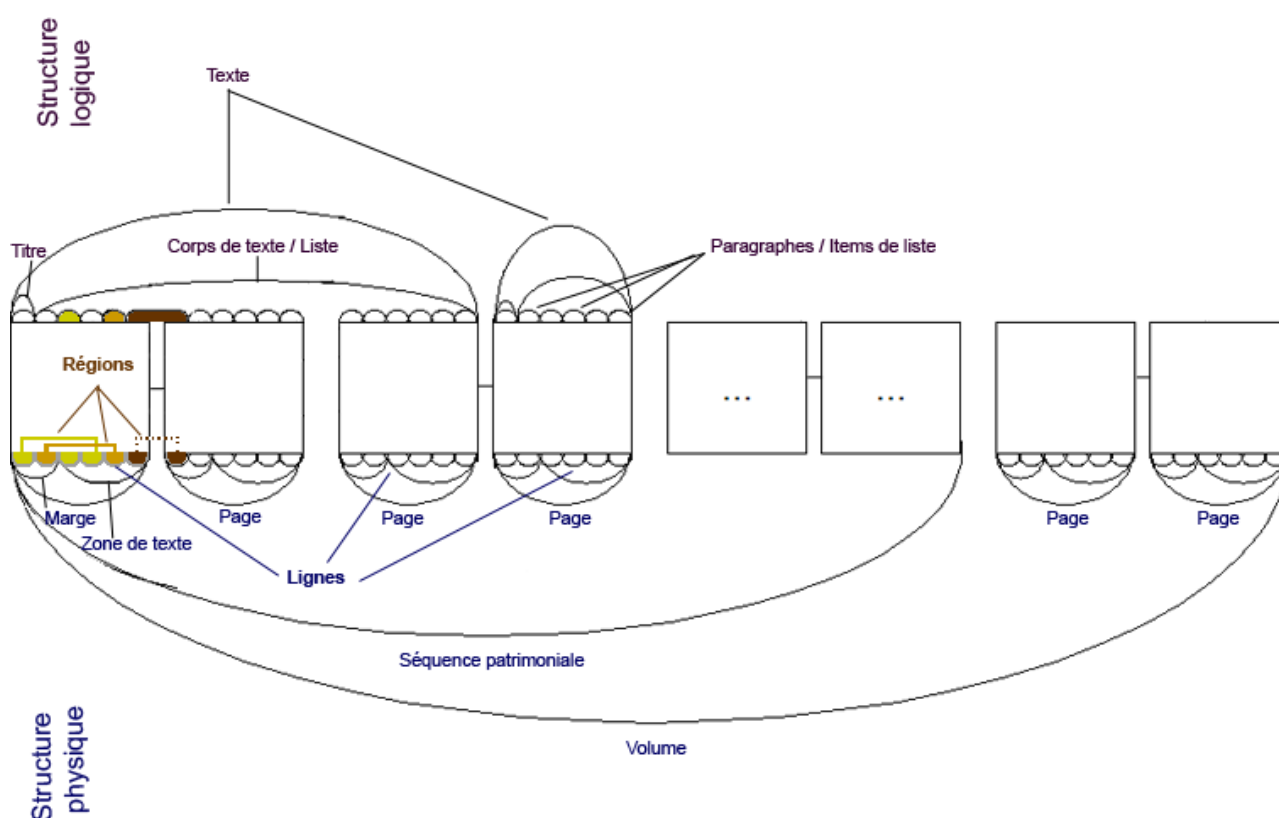 Structure
logique
Texte
Titre
Corps de texte / Liste
Paragraphes / Items de liste
Régions
...
...
Marge
Page
Page
Page
Page
Page
Zone de texte
Lignes
Séquence patrimoniale
Volume
Structure
physique